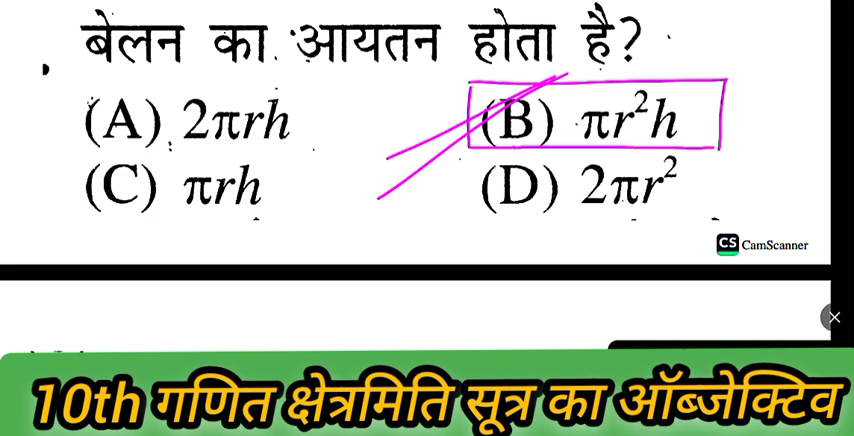 बेलन का आयतन होता है?
(A) 2πrh (B) πr²h
(C) πrh (D) 2πr²
CS CamScanner
10th गणित क्षेत्रमिति सूत्र का ऑब्जेक्टिव